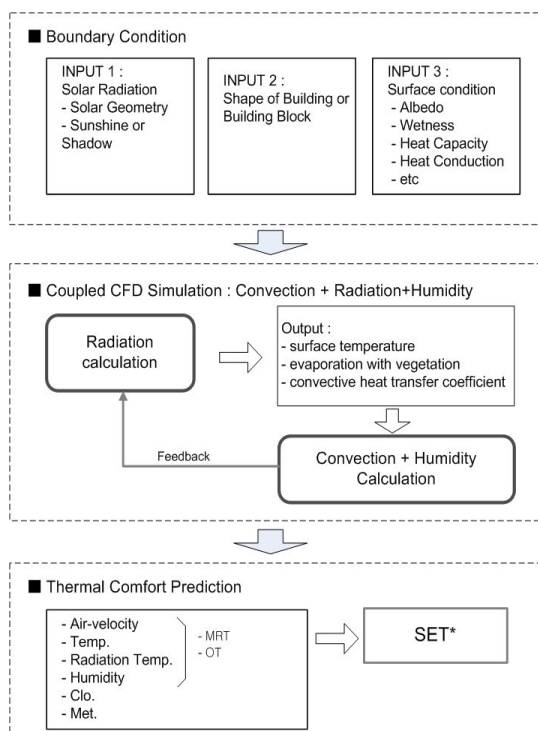 ■ Boundary Condition
INPUT 1 :
Solar Radiation
- Solar Geometry
- Sunshine or
Shadow
INPUT 2 :
Shape of Building or
Building Block
INPUT 3 :
Surface condition
- Albedo
- Wetness
- Heat Capacity
- Heat Conduction
- etc
■ Coupled CFD Simulation : Convection + Radiation+Humidity
Radiation
calculation
Output :
- surface temperature
- evaporation with vegetation
- convective heat transfer coefficient
Feedback
Convection + Humidity
Calculation
■ Thermal Comfort Prediction
- Air-velocity
- Temp.
- Radiation Temp.
- Humidity
- Clo.
- Met.
- MRT
- OT
SET*